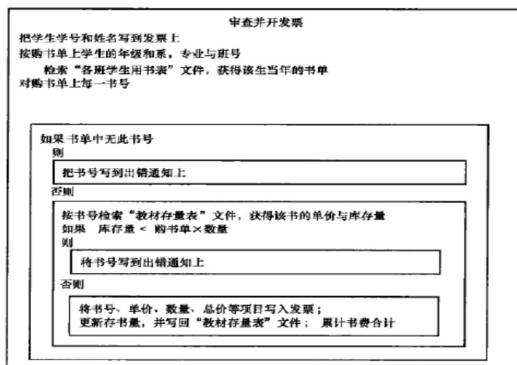 审查并开发票
把学生学号和姓名写到发票上
按购书单上学生的年级和系，专业与班号
检索“各班学生用书表”文件，获得该生当年的书单
对购书单上每一书号
如果书单中无此书号
则
把书号写到出错通知上
否则
按书号检索“教材存量表”文件，获得该书的单价与库存量
如果 库存量 < 购书单×数量
则
将书号写到出错通知上
否则
将书号、单价、数量、总价等项目写入发票；
更新存书量，并写回“教材存量表”文件； 累计书费合计